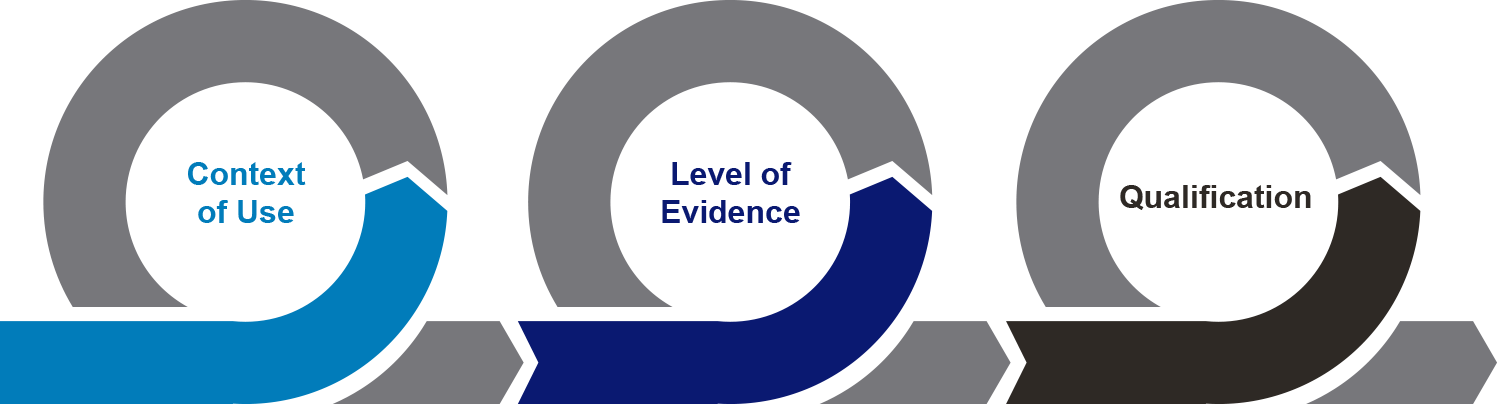 Context
of Use
Level of
Evidence
Qualification